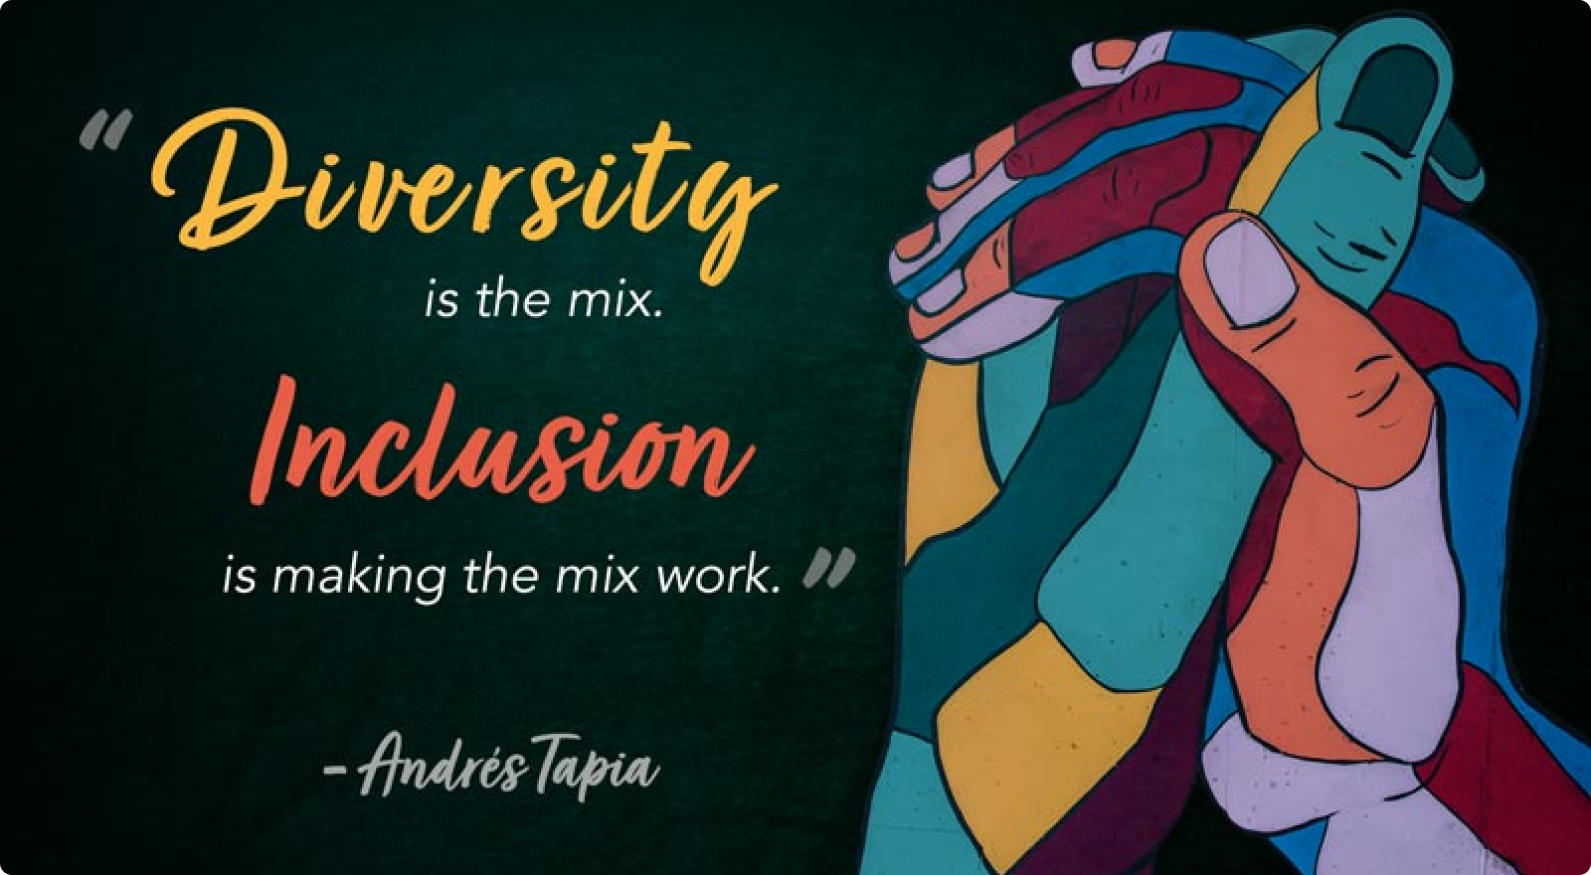 “Diversity
is the mix.
Inclusion
is making the mix work.”
- Andrés Tapia